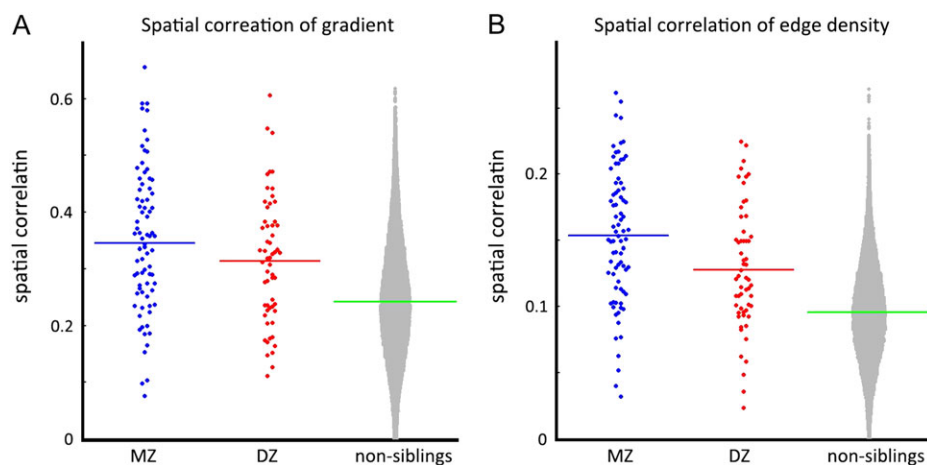 A
Spatial correation of gradient
0.6
0.4
0.2
0
spatial correlatin
MZ
DZ
non-siblings
B
Spatial correlation of edge density
0.2
0.1
0
spatial correlatin
MZ
DZ
non-siblings